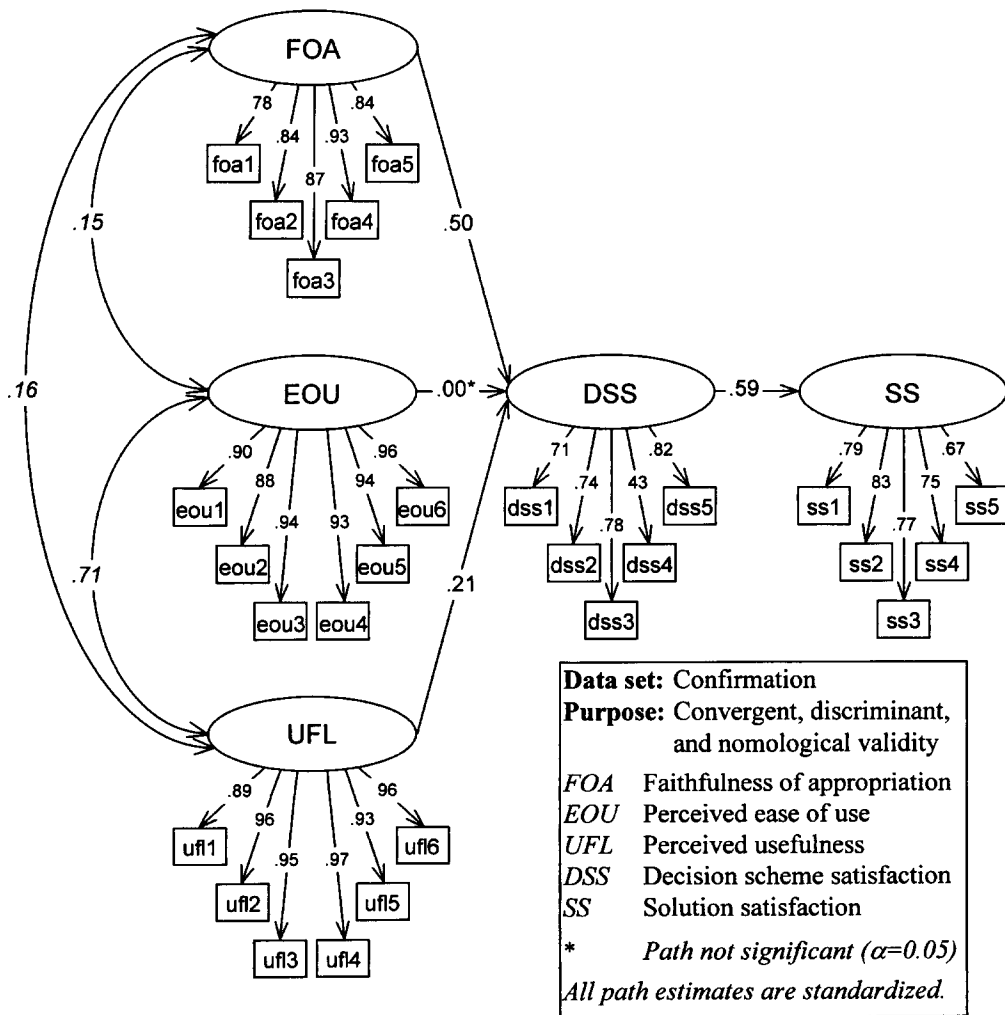 FOA
78
.84
87
.93
.84
foa1
foa2
foa3
foa4
foa5
.15
.16
.71
.50
EOU
.00*
DSS
.59
SS
.90
88
.94
93
94
.96
eou1
eou2
eou3
eou4
eou5
eou6
71
.74
.78
43
.82
dss1
dss2
dss3
dss4
dss5
.79
83
.77
75
.67
ss1
ss2
ss3
ss4
ss5
.21
UFL
.89
96
.95
.97
.93
96
ufl1
ufl2
ufl3
ufl4
ufl5
ufl6
Data set: Confirmation
Purpose: Convergent, discriminant,
and nomological validity
FOA Faithfulness of appropriation
EOU Perceived ease of use
UFL Perceived usefulness
DSS Decision scheme satisfaction
SS Solution satisfaction
* Path not significant (α=0.05)
All path estimates are standardized.